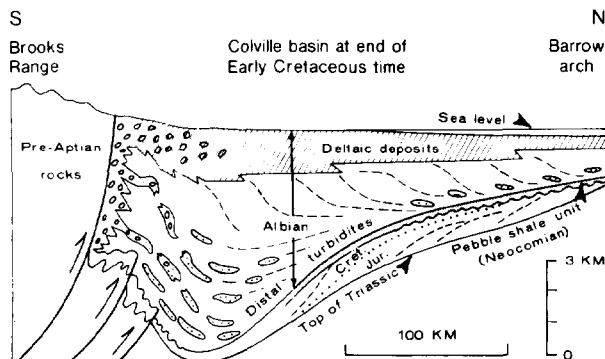 S
N
Brooks
Range
Colville basin at end of
Early Cretaceous time
Barrow
arch
Sea level
Pre-Aptian
rocks
Deltaic deposits
Albian
Distal turbidites
Cret
Jur.
Top of Triassic
Pebble shale unit
(Neocomian)
3 KM
0
100 KM